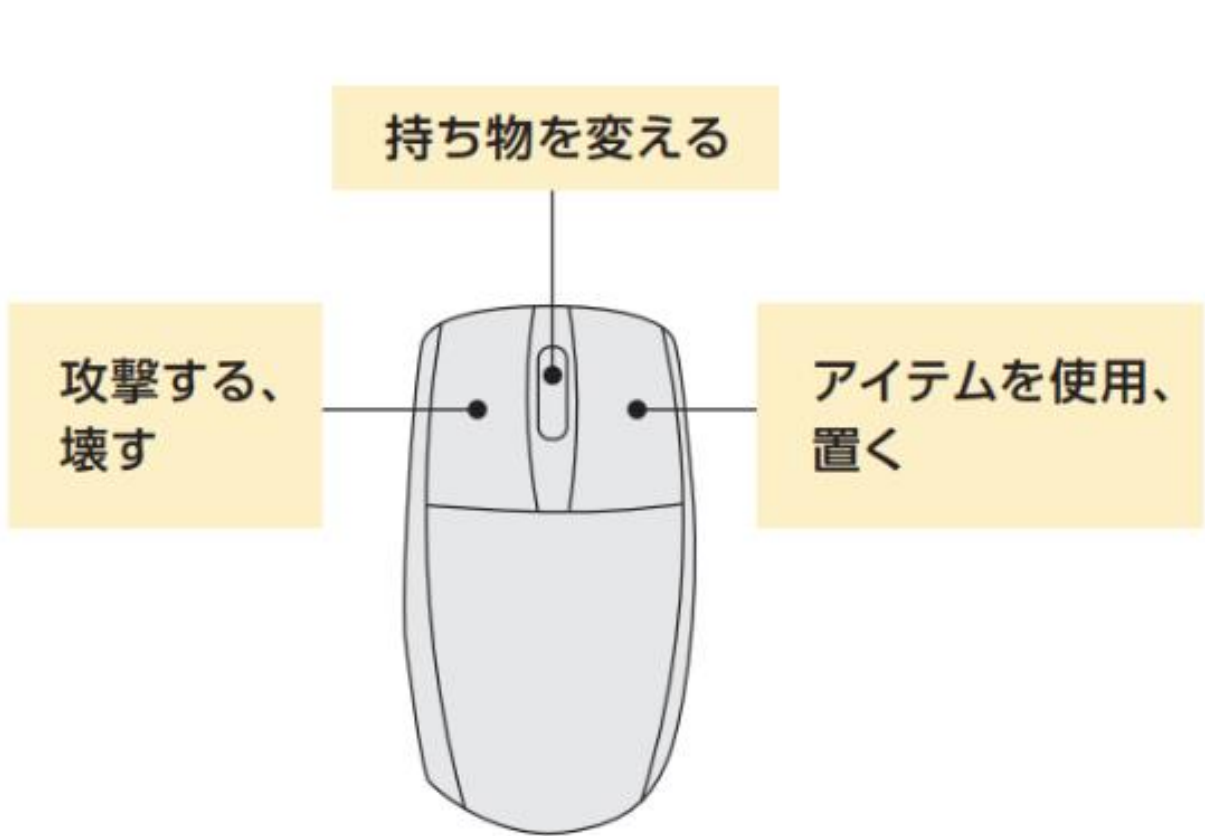 持ち物を変える
攻撃する、
壊す
アイテムを使用、
置く